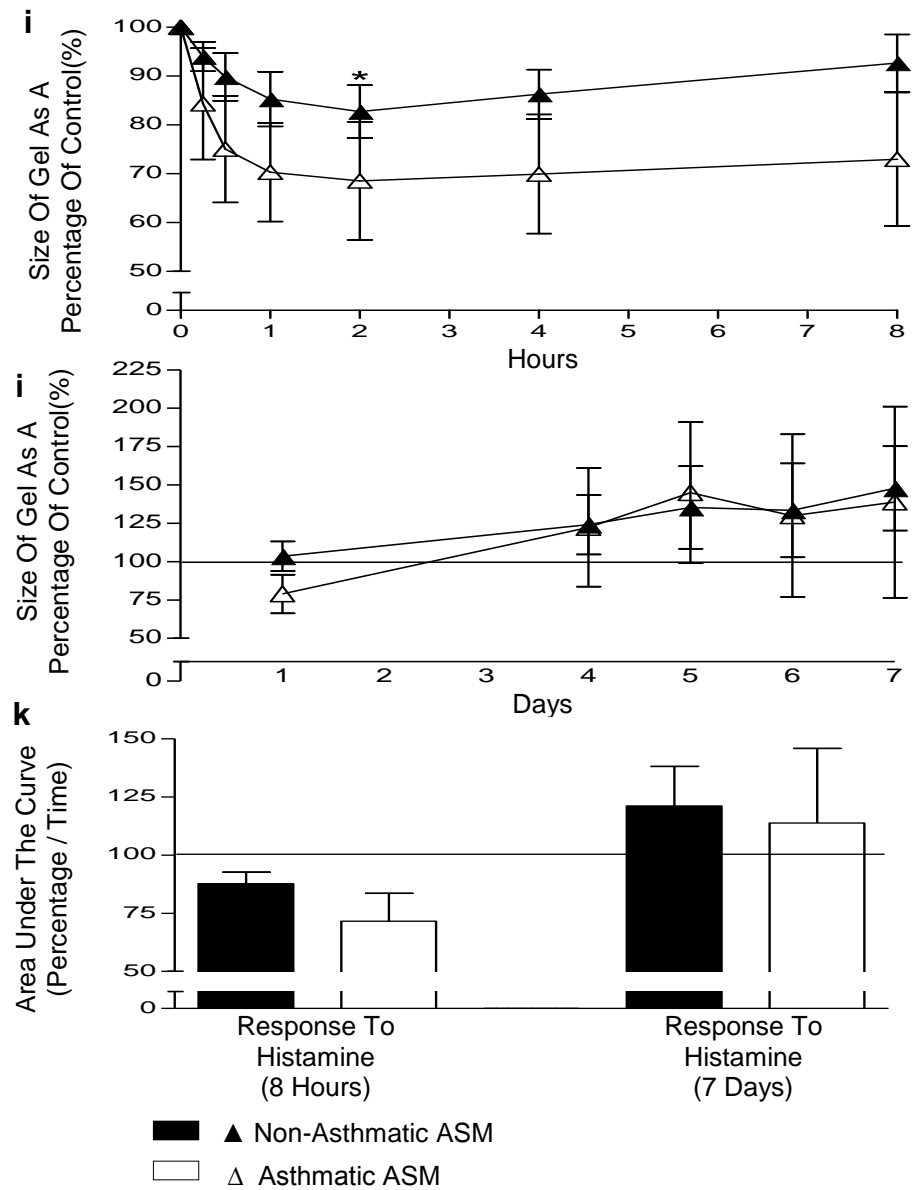 i
Size Of Gel As A
Percentage Of Control(%)
100
90
80
70
60
50
0
*
0 1 2 3 4 5 6 7 8
Hours
i
Size Of Gel As A
Percentage Of Control(%)
225
200
175
150
125
100
75
50
0
1 2 3 4 5 6 7
Days
k
Area Under The Curve
(Percentage / Time)
150
125
100
75
50
0
Response To
Histamine
(8 Hours)
Response To
Histamine
(7 Days)
▲ Non-Asthmatic ASM
Δ Asthmatic ASM